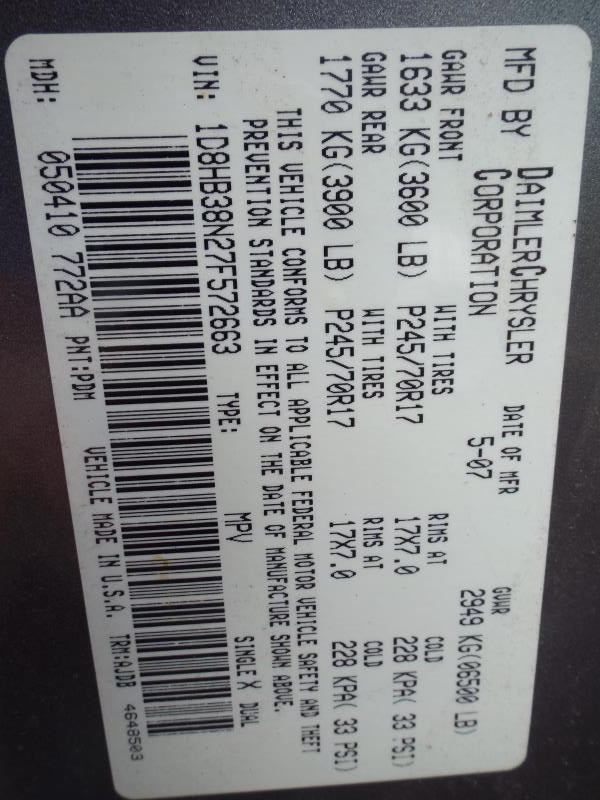 MFD BY DAIMLERCHRYSLER CORPORATION
DATE OF MFR 5-07
GVWR 2949 KG(06500 LB)
GAWR FRONT WITH TIRES RIMS AT COLD
1633 KG(3600 LB) P245/70R17 17X7.0 228 KPA( 33 PSI)
GAWR REAR WITH TIRES RIMS AT COLD
1770 KG(3900 LB) P245/70R17 17X7.0 228 KPA( 33 PSI)
THIS VEHICLE CONFORMS TO ALL APPLICABLE FEDERAL MOTOR VEHICLE SAFETY AND THEFT
PREVENTION STANDARDS IN EFFECT ON THE DATE OF MANUFACTURE SHOWN ABOVE.
VIN: 1D8HB38N27F572663 TYPE: MPV SINGLE X DUAL
MDH: 050410 772AA PNT:PDM VEHICLE MADE IN U.S.A. TRM:AJDB
4648503